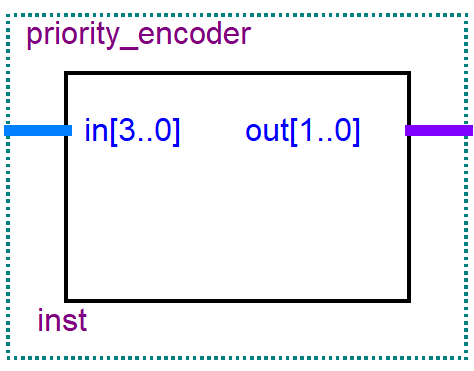 priority_encoder
in[3..0] out[1..0]
inst